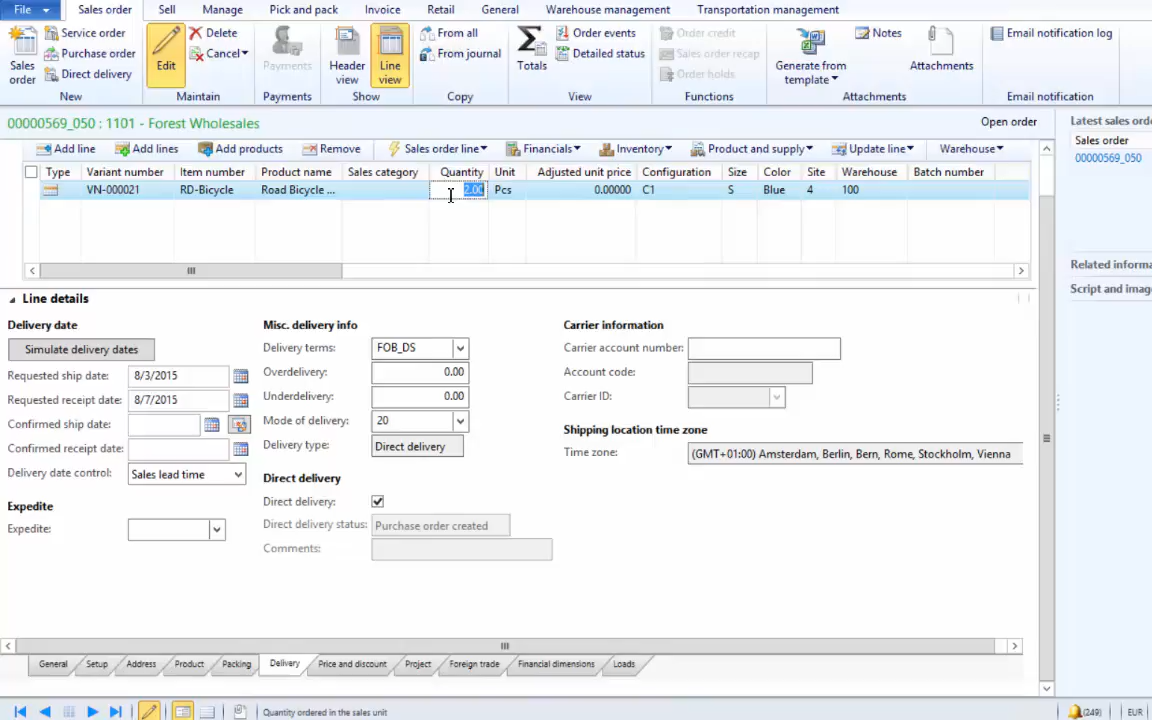 File Sales order Sell Manage Pick and pack Invoice Retail General Warehouse management Transportation management
Sales order
Service order
Purchase order
Direct delivery
New
Edit
Delete
Cancel
Maintain
Payments
Payments
Header view
Line view
Show
From all
From journal
Copy
Totals
Order events
Detailed status
View
Order credit
Sales order recap
Order holds
Functions
Generate from template
Notes
Attachments
Attachments
Email notification log
Email notification
00000569_050 : 1101 - Forest Wholesales
Open order
Add line Add lines Add products Remove Sales order line Financials Inventory Product and supply Update line Warehouse
Type Variant number Item number Product name Sales category Quantity Unit Adjusted unit price Configuration Size Color Site Warehouse Batch number
VN-000021 RD-Bicycle Road Bicycle ... 2.00 Pcs 0.00000 C1 S Blue 4 100
Latest sales orde
Sales order
00000569_050
Related informa
Script and imag
Line details
Delivery date
Simulate delivery dates
Requested ship date: 8/3/2015
Requested receipt date: 8/7/2015
Confirmed ship date:
Confirmed receipt date:
Delivery date control: Sales lead time
Expedite
Expedite:
Misc. delivery info
Delivery terms: FOB_DS
Overdelivery: 0.00
Underdelivery: 0.00
Mode of delivery: 20
Delivery type: Direct delivery
Direct delivery
Direct delivery:
Direct delivery status: Purchase order created
Comments:
Carrier information
Carrier account number:
Account code:
Carrier ID:
Shipping location time zone
Time zone: (GMT+01:00) Amsterdam, Berlin, Bern, Rome, Stockholm, Vienna
General Setup Address Product Packing Delivery Price and discount Project Foreign trade Financial dimensions Loads
Quantity ordered in the sales unit
(249) EUR